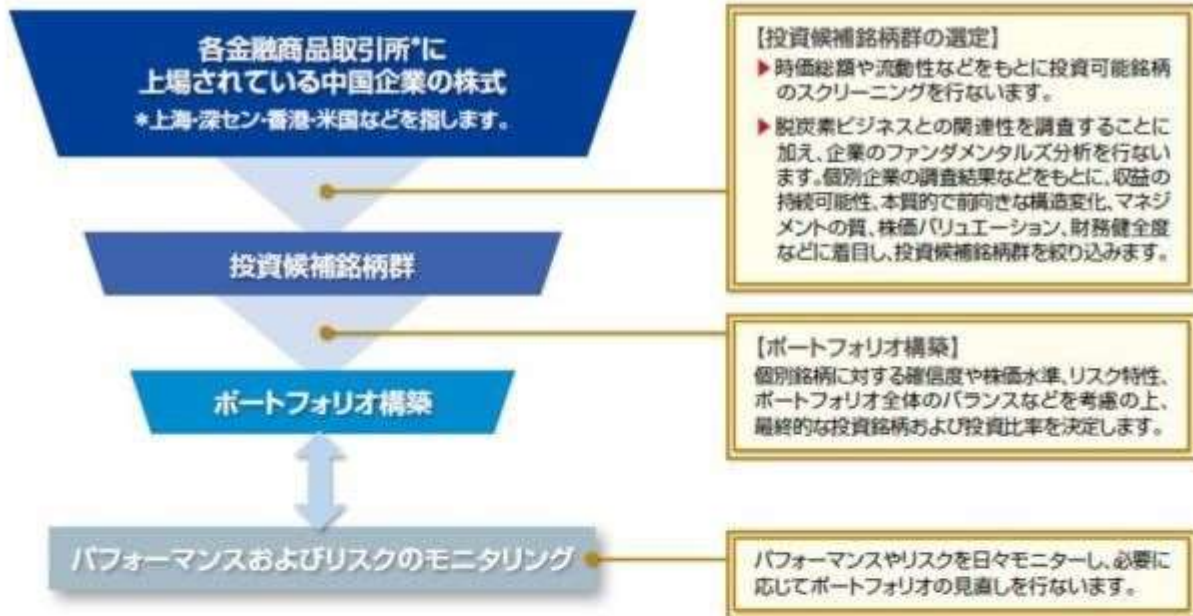 各金融商品取引所*に
上場されている中国企業の株式
*上海・深セン・香港・米国などを指します。
【投資候補銘柄群の選定】
▶時価総額や流動性などをもとに投資可能銘柄
のスクリーニングを行ないます。
▶脱炭素ビジネスとの関連性を調査することに
加え、企業のファンダメンタルズ分析を行ない
ます。個別企業の調査結果などをもとに、収益の
持続可能性、本質的で前向きな構造変化、マネジ
メントの質、株価バリュエーション、財務健全度
などに着目し、投資候補銘柄群を絞り込みます。
投資候補銘柄群
【ポートフォリオ構築】
個別銘柄に対する確信度や株価水準、リスク特性、
ポートフォリオ全体のバランスなどを考慮の上、
最終的な投資銘柄および投資比率を決定します。
ポートフォリオ構築
パフォーマンスおよびリスクのモニタリング
パフォーマンスやリスクを日々モニターし、必要に
応じてポートフォリオの見直しを行ないます。